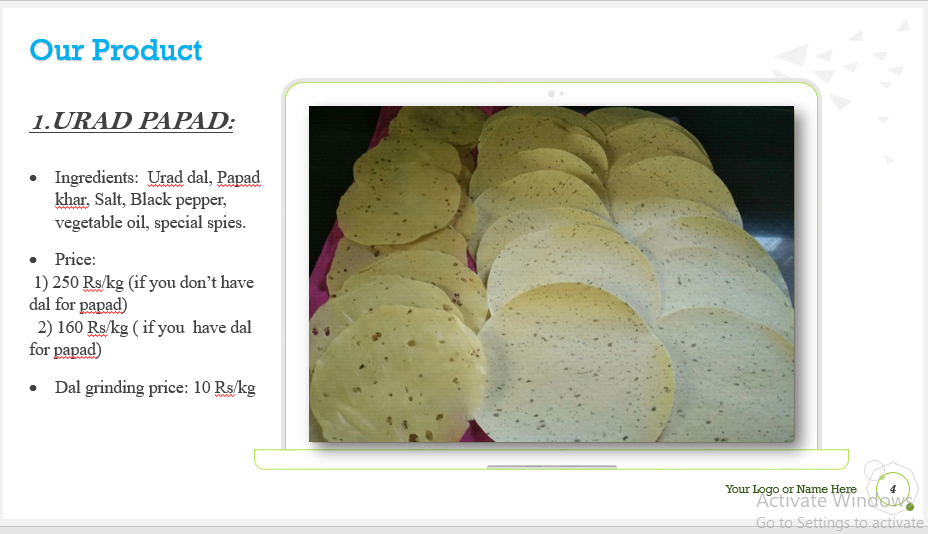 Our Product
1.URAD PAPAD:
• Ingredients: Urad dal, Papad
khar, Salt, Black pepper,
vegetable oil, special spies.
• Price:
1) 250 Rs/kg (if you don’t have
dal for papad)
2) 160 Rs/kg ( if you have dal
for papad)
• Dal grinding price: 10 Rs/kg
Your Logo or Name Here
4
Activate Windows
Go to Settings to activate